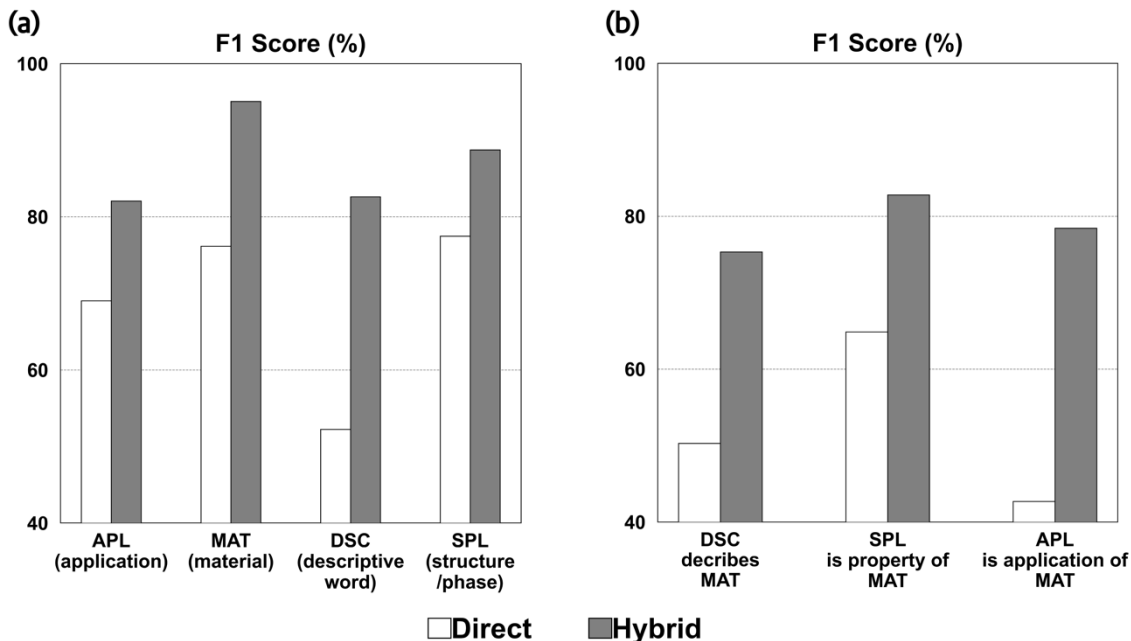 (a)
F1 Score (%)
100
80
60
40
APL
(application)
MAT
(material)
DSC
(descriptive
word)
SPL
(structure
/phase)
(b)
F1 Score (%)
100
80
60
40
DSC
decribes
MAT
SPL
is property of
MAT
APL
is application of
MAT
Direct
Hybrid